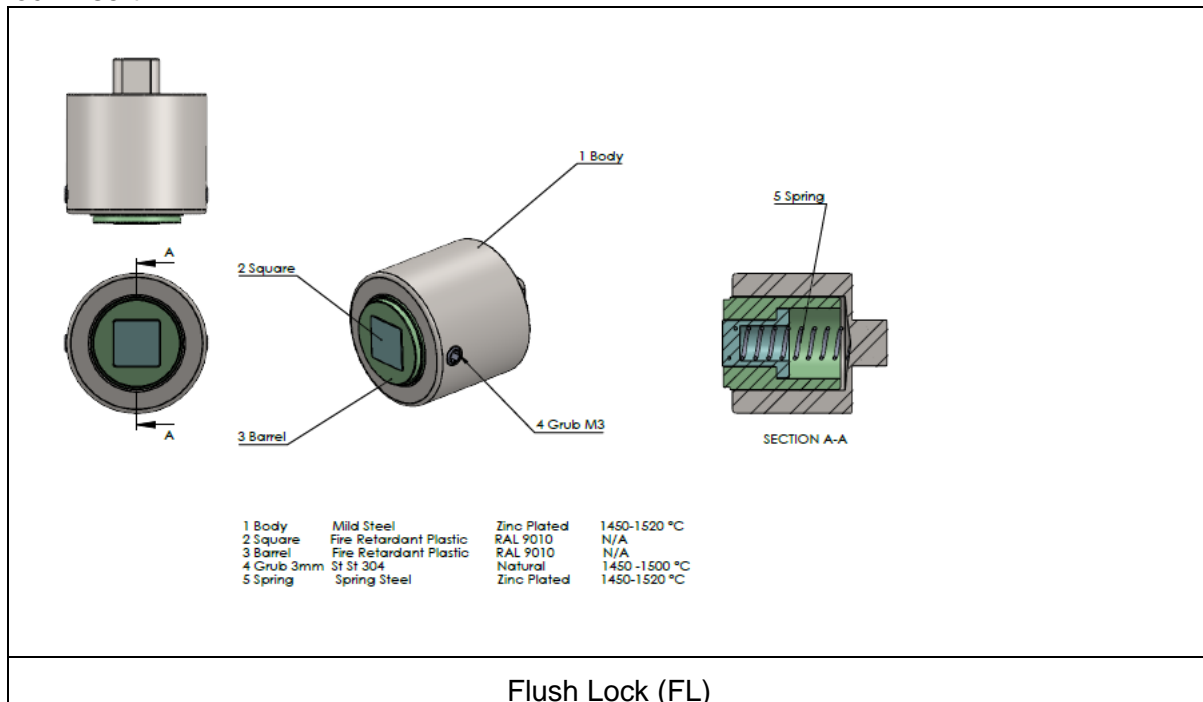 A
A
1 Body
2 Square
3 Barrel
4 Grub M3
5 Spring
SECTION A-A
1 Body Mild Steel Zinc Plated 1450-1520 °C
2 Square Fire Retardant Plastic RAL 9010 N/A
3 Barrel Fire Retardant Plastic RAL 9010 N/A
4 Grub 3mm St St 304 Natural 1450 -1500 °C
5 Spring Spring Steel Zinc Plated 1450-1520 °C
Flush Lock (FL)